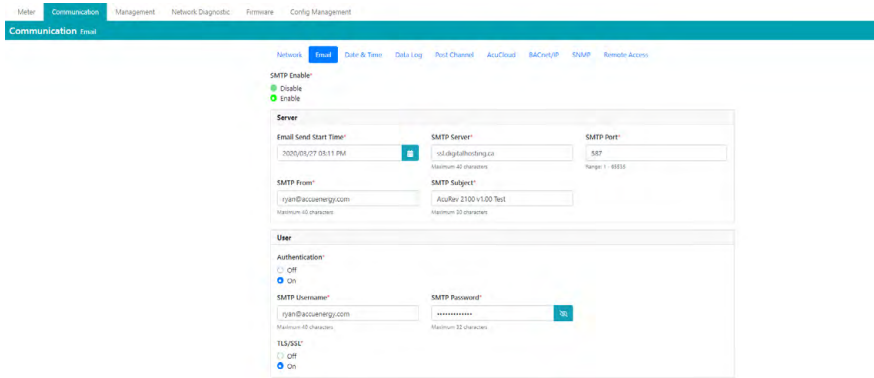 Meter Communication Management Network Diagnostic Firmware Config Management
Communication Email
Network Email Date & Time Data Log Post Channel AcuCloud BACnet/IP SNMP Remote Access
SMTP Enable*
Disable
Enable
Server
Email Send Start Time* SMTP Server* SMTP Port*
2020/03/27 03:11 PM ssl.digitalhosting.ca 587
Maximum 40 characters Range: 1 - 65535
SMTP From* SMTP Subject*
ryan@accuenergy.com AcuRev 2100 v1.00 Test
Maximum 40 characters Maximum 50 characters
User
Authentication*
Off
On
SMTP Username* SMTP Password*
ryan@accuenergy.com •••••••••••••
Maximum 40 characters Maximum 32 characters
TLS/SSL*
Off
On